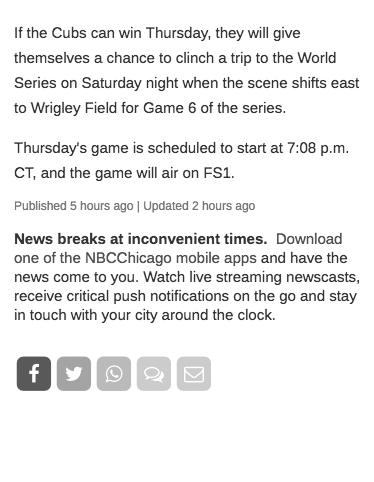 If the Cubs can win Thursday, they will give
themselves a chance to clinch a trip to the World
Series on Saturday night when the scene shifts east
to Wrigley Field for Game 6 of the series.
Thursday's game is scheduled to start at 7:08 p.m.
CT, and the game will air on FS1.
Published 5 hours ago | Updated 2 hours ago
News breaks at inconvenient times. Download
one of the NBCChicago mobile apps and have the
news come to you. Watch live streaming newscasts,
receive critical push notifications on the go and stay
in touch with your city around the clock.